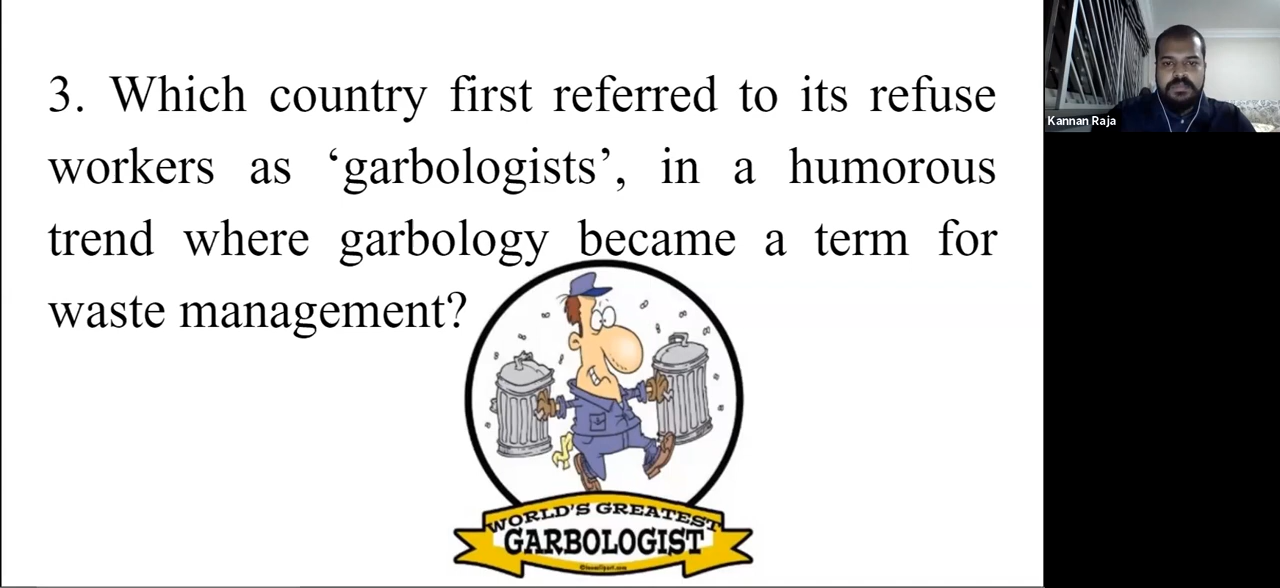 3. Which country first referred to its refuse
workers as ‘garbologists’, in a humorous
trend where garbology became a term for
waste management?
WORLD'S GREATEST
GARBOLOGIST
Kannan Raja